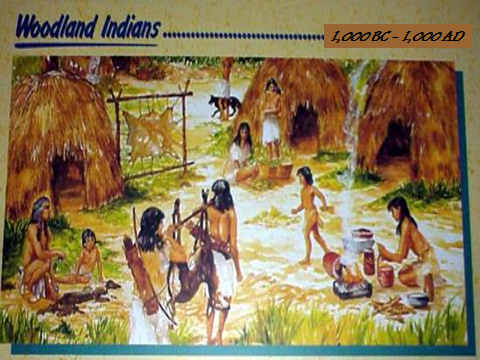 Woodland Indians
1,000 BC - 1,000 AD